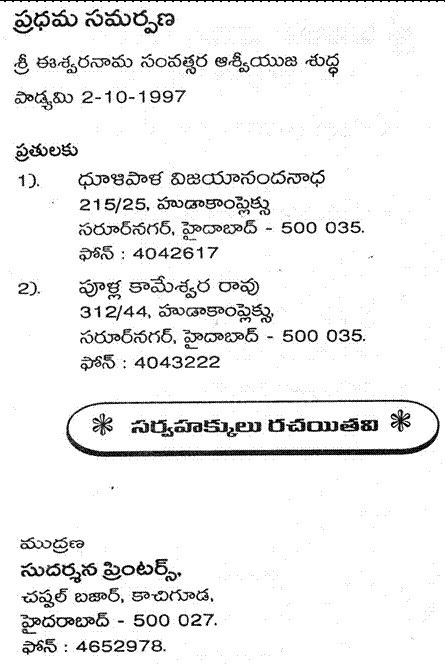 ప్రధమ సమర్పణ
శ్రీ ఈశ్వరనామ సంవత్సర ఆశ్వీయుజ శుద్ధ
పాడ్యమి 2-10-1997
ప్రతులకు
1). ధూళిపాళ విజయానందనాధ
215/25, హుడాకాంప్లెక్సు
సరూర్‌నగర్, హైదాబాద్ - 500 035.
ఫోన్ : 4042617
2). పూళ్ల కామేశ్వర రావు
312/44, హుడాకాంప్లెక్సు,
సరూర్‌నగర్, హైదాబాద్ - 500 035.
ఫోన్ : 4043222
సర్వహక్కులు రచయితవి
ముద్రణ
సుదర్శన ప్రింటర్స్,
చప్పల్ బజార్, కాచిగూడ,
హైదరాబాద్ - 500 027.
ఫోన్ : 4652978.